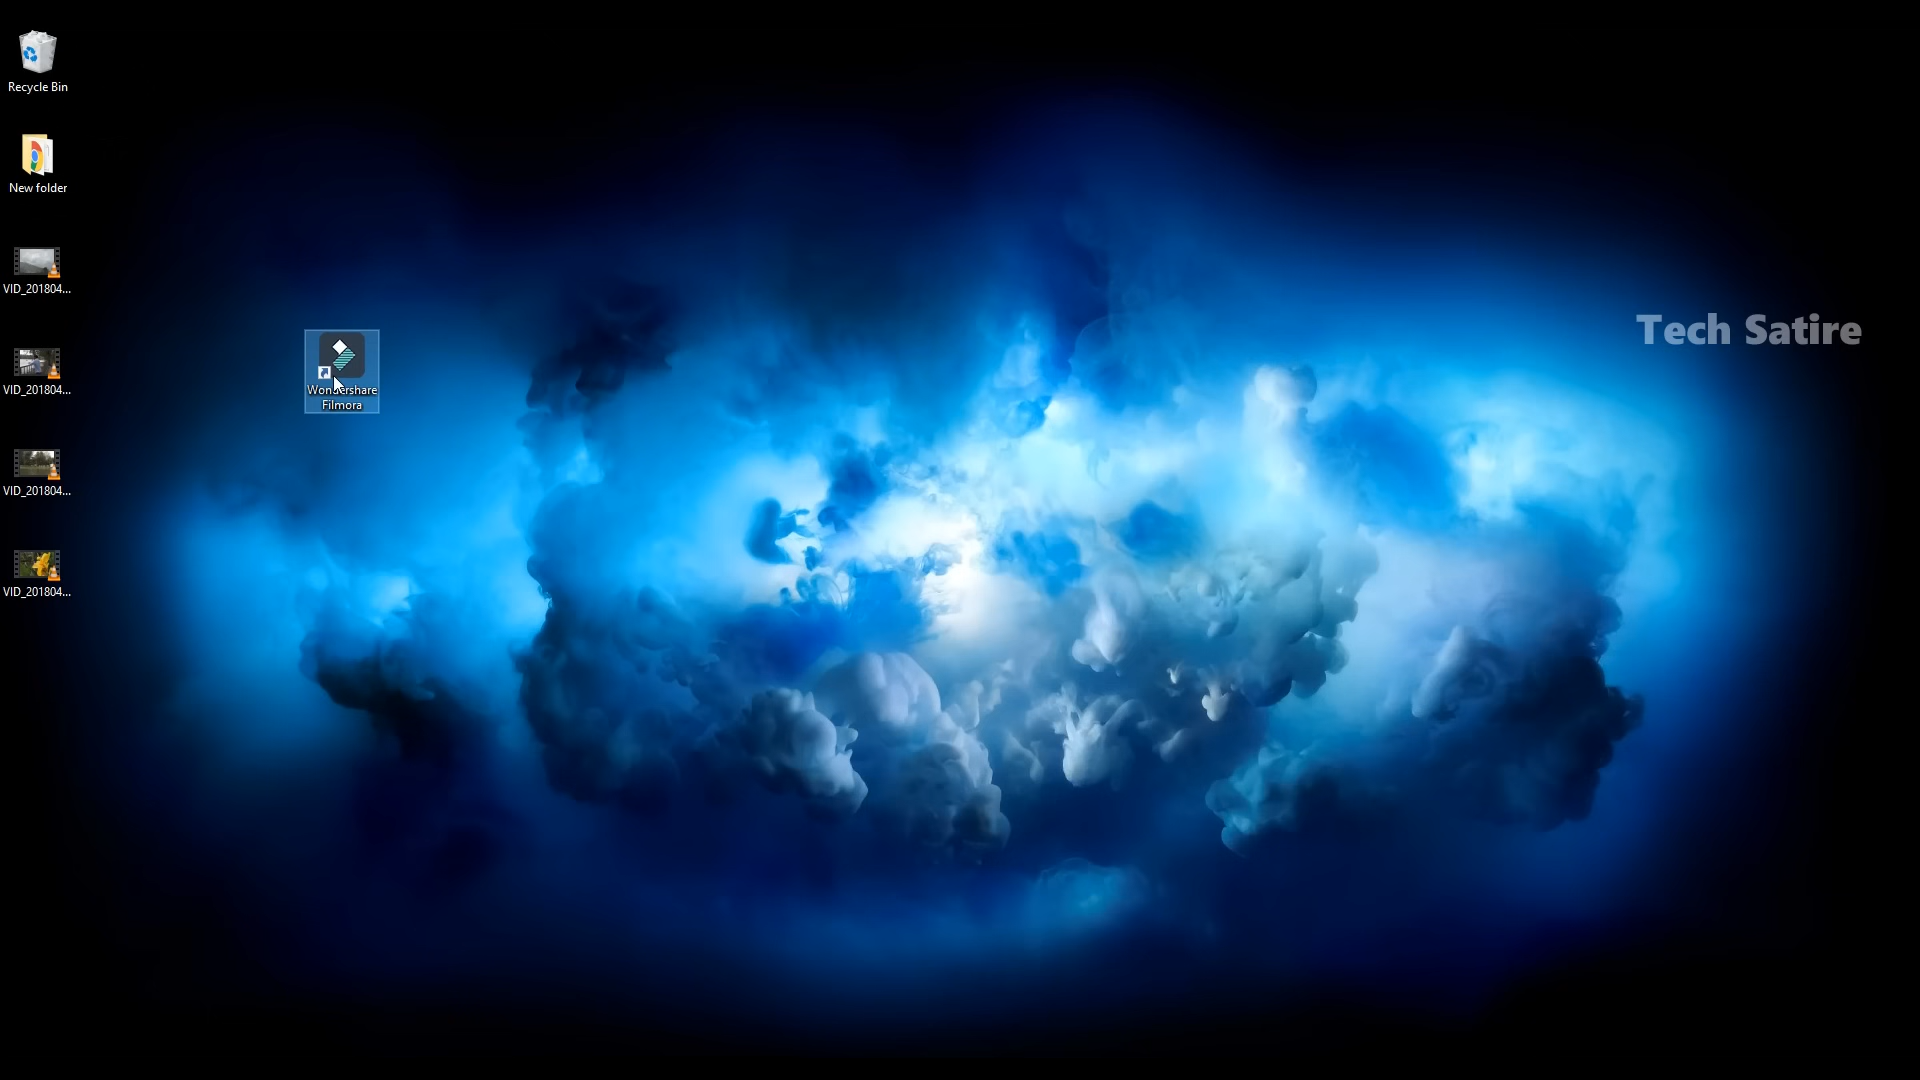 Recycle Bin
New folder
VID_201804...
VID_201804...
VID_201804...
VID_201804...
Wondershare
Filmora
Tech Satire